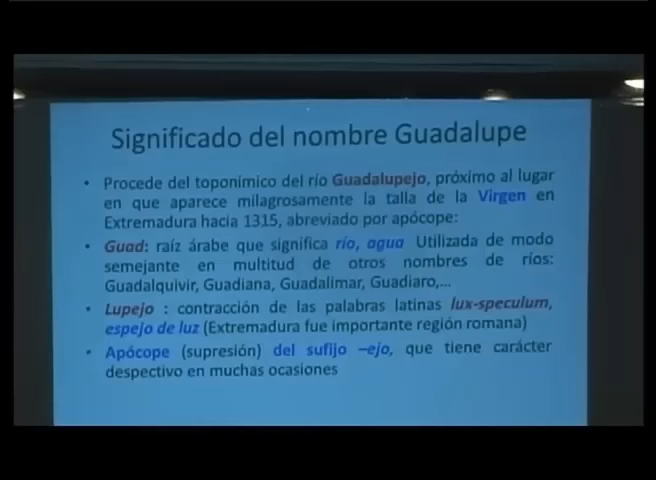 Significado del nombre Guadalupe
• Procede del toponímico del río Guadalupejo, próximo al lugar
en que aparece milagrosamente la talla de la Virgen en
Extremadura hacia 1315, abreviado por apócope:
• Guad: raíz árabe que significa río, agua Utilizada de modo
semejante en multitud de otros nombres de ríos:
Guadalquivir, Guadiana, Guadalimar, Guadiaro,...
• Lupejo : contracción de las palabras latinas lux-speculum,
espejo de luz (Extremadura fue importante región romana)
• Apócope (supresión) del sufijo –ejo, que tiene carácter
despectivo en muchas ocasiones